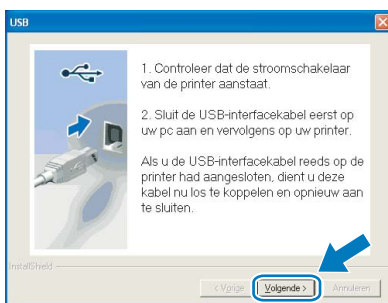 USB
1. Controleer dat de stroomschakelaar
van de printer aanstaat.
2. Sluit de USB-interfacekabel eerst op
uw pc aan en vervolgens op uw printer.
Als u de USB-interfacekabel reeds op de
printer had aangesloten, dient u deze
kabel nu los te koppelen en opnieuw aan
te sluiten.
InstallShield
< Vorige Volgende > Annuleren